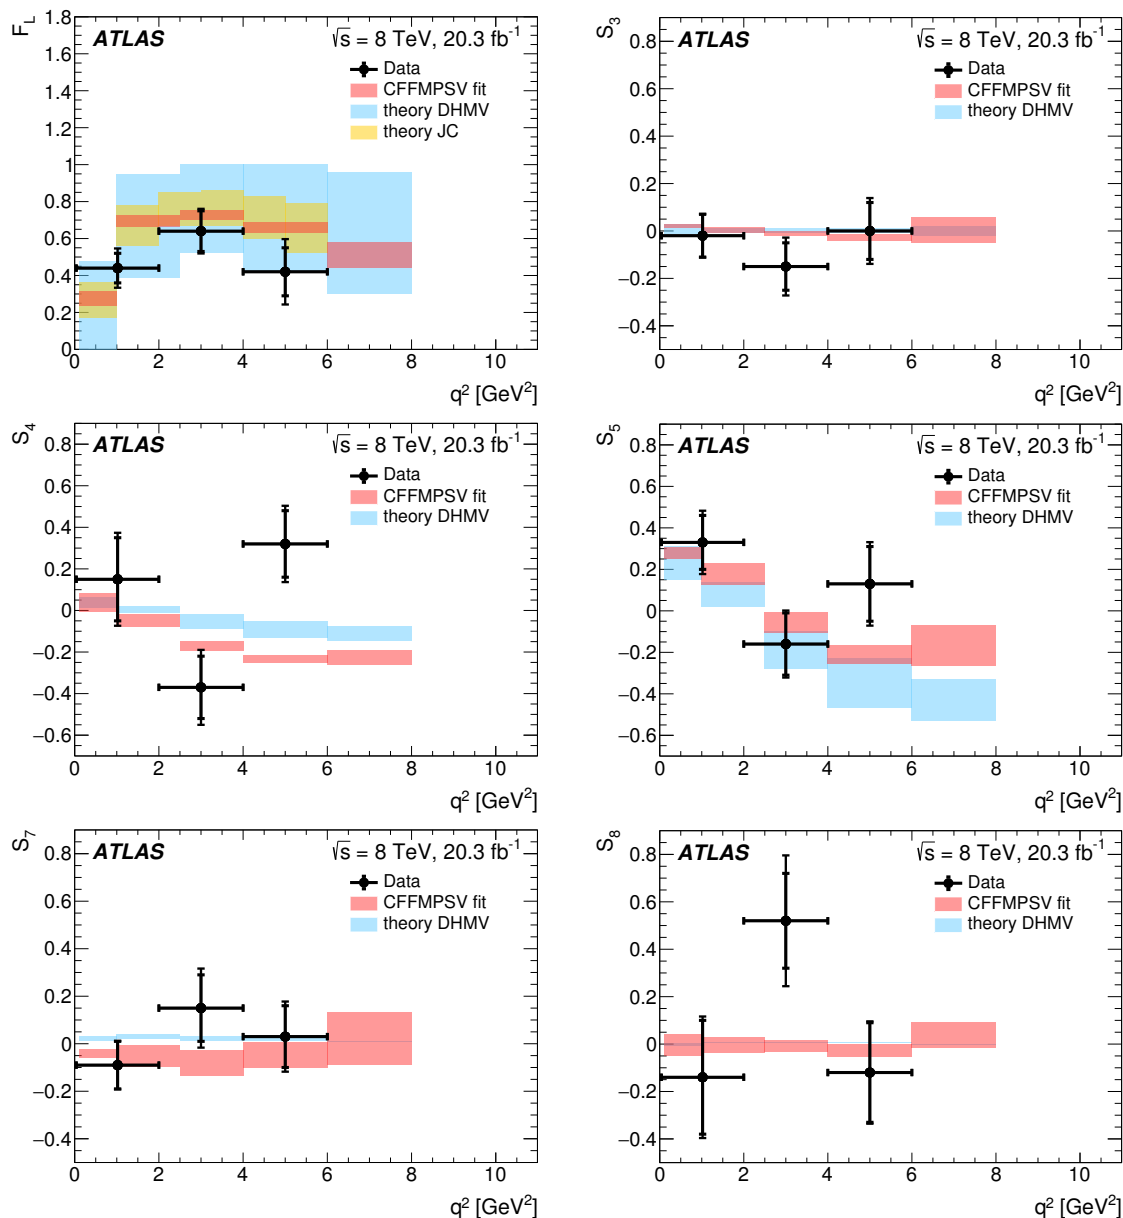 F_L
ATLAS √s = 8 TeV, 20.3 fb⁻¹
Data
CFFMPSV fit
theory DHMV
theory JC
1.8
1.6
1.4
1.2
1
0.8
0.6
0.4
0.2
0
0 2 4 6 8 10
q² [GeV²]
S_3
ATLAS √s = 8 TeV, 20.3 fb⁻¹
Data
CFFMPSV fit
theory DHMV
0.8
0.6
0.4
0.2
0
−0.2
−0.4
0 2 4 6 8 10
q² [GeV²]
S_4
ATLAS √s = 8 TeV, 20.3 fb⁻¹
Data
CFFMPSV fit
theory DHMV
0.8
0.6
0.4
0.2
0
−0.2
−0.4
−0.6
0 2 4 6 8 10
q² [GeV²]
S_5
ATLAS √s = 8 TeV, 20.3 fb⁻¹
Data
CFFMPSV fit
theory DHMV
0.8
0.6
0.4
0.2
0
−0.2
−0.4
−0.6
0 2 4 6 8 10
q² [GeV²]
S_7
ATLAS √s = 8 TeV, 20.3 fb⁻¹
Data
CFFMPSV fit
theory DHMV
0.8
0.6
0.4
0.2
0
−0.2
−0.4
0 2 4 6 8 10
q² [GeV²]
S_8
ATLAS √s = 8 TeV, 20.3 fb⁻¹
Data
CFFMPSV fit
theory DHMV
0.8
0.6
0.4
0.2
0
−0.2
−0.4
0 2 4 6 8 10
q² [GeV²]